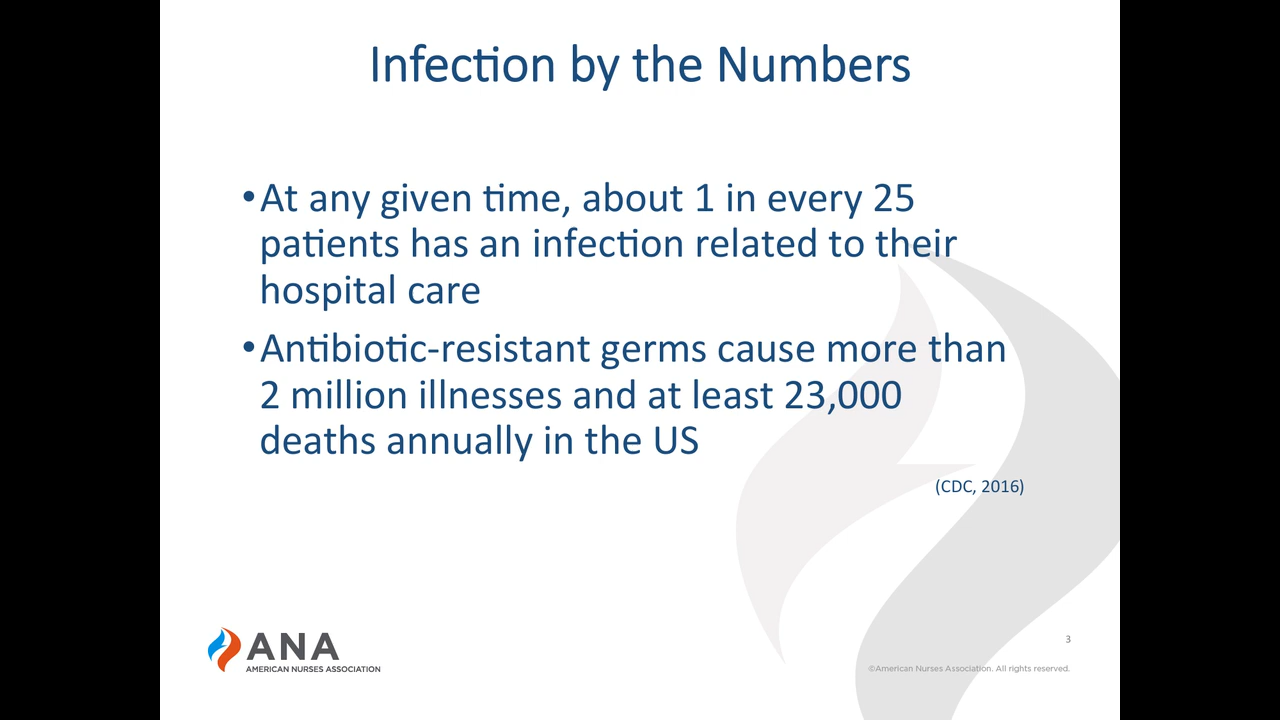 Infection by the Numbers
•At any given time, about 1 in every 25
patients has an infection related to their
hospital care
•Antibiotic-resistant germs cause more than
2 million illnesses and at least 23,000
deaths annually in the US
(CDC, 2016)
ANA
AMERICAN NURSES ASSOCIATION
3
©American Nurses Association. All rights reserved.